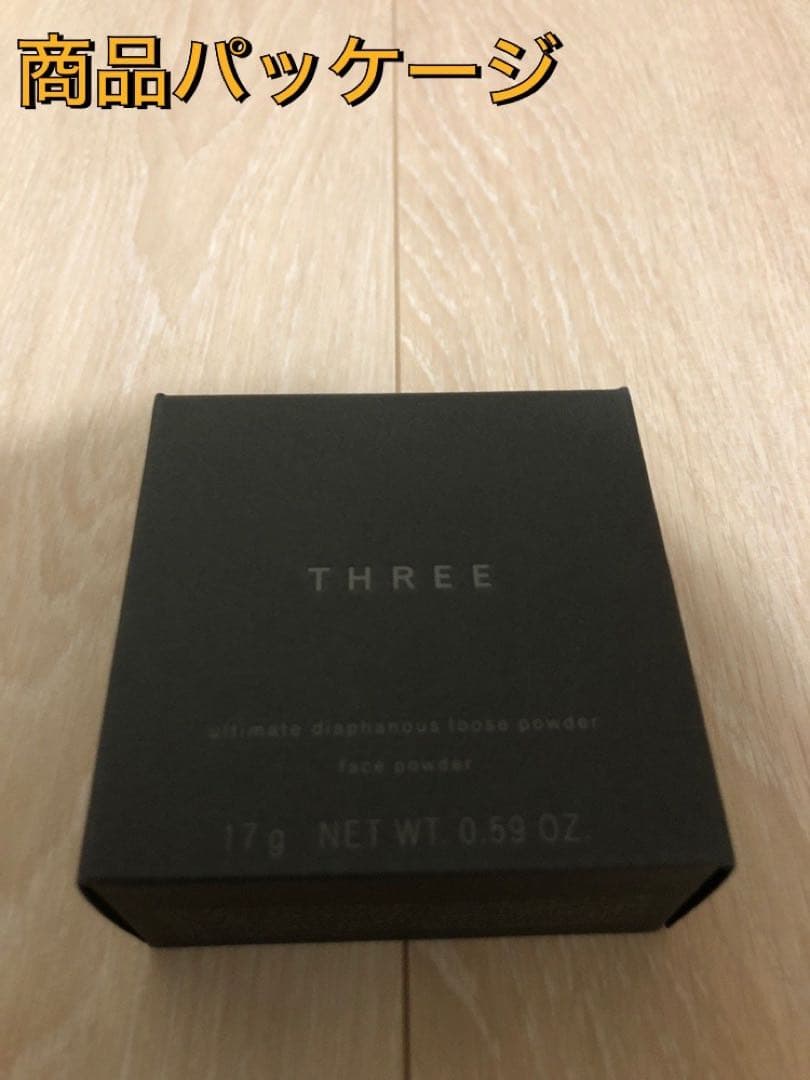 商品パッケージ
THREE
ultimate diaphanous loose powder
face powder
17g NET WT. 0.59 OZ.